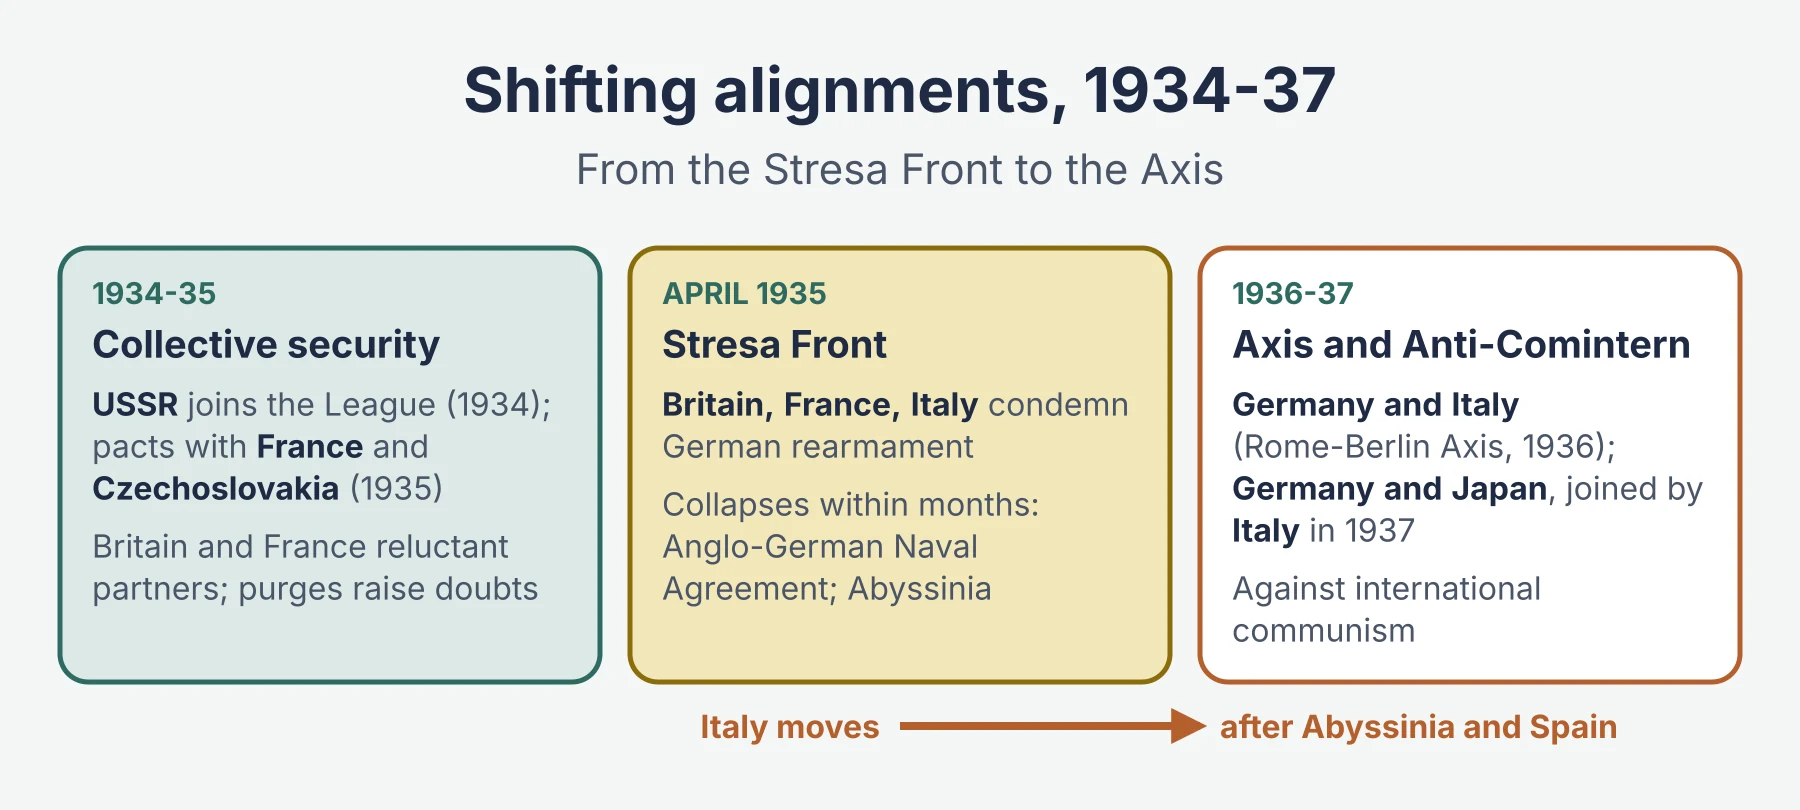 Shifting alignments, 1934-37
From the Stresa Front to the Axis
1934-35
Collective security
USSR joins the League (1934);
pacts with France and
Czechoslovakia (1935)
Britain and France reluctant
partners; purges raise doubts
APRIL 1935
Stresa Front
Britain, France, Italy condemn
German rearmament
Collapses within months:
Anglo-German Naval
Agreement; Abyssinia
1936-37
Axis and Anti-Comintern
Germany and Italy
(Rome-Berlin Axis, 1936);
Germany and Japan, joined by
Italy in 1937
Against international
communism
Italy moves
after Abyssinia and Spain